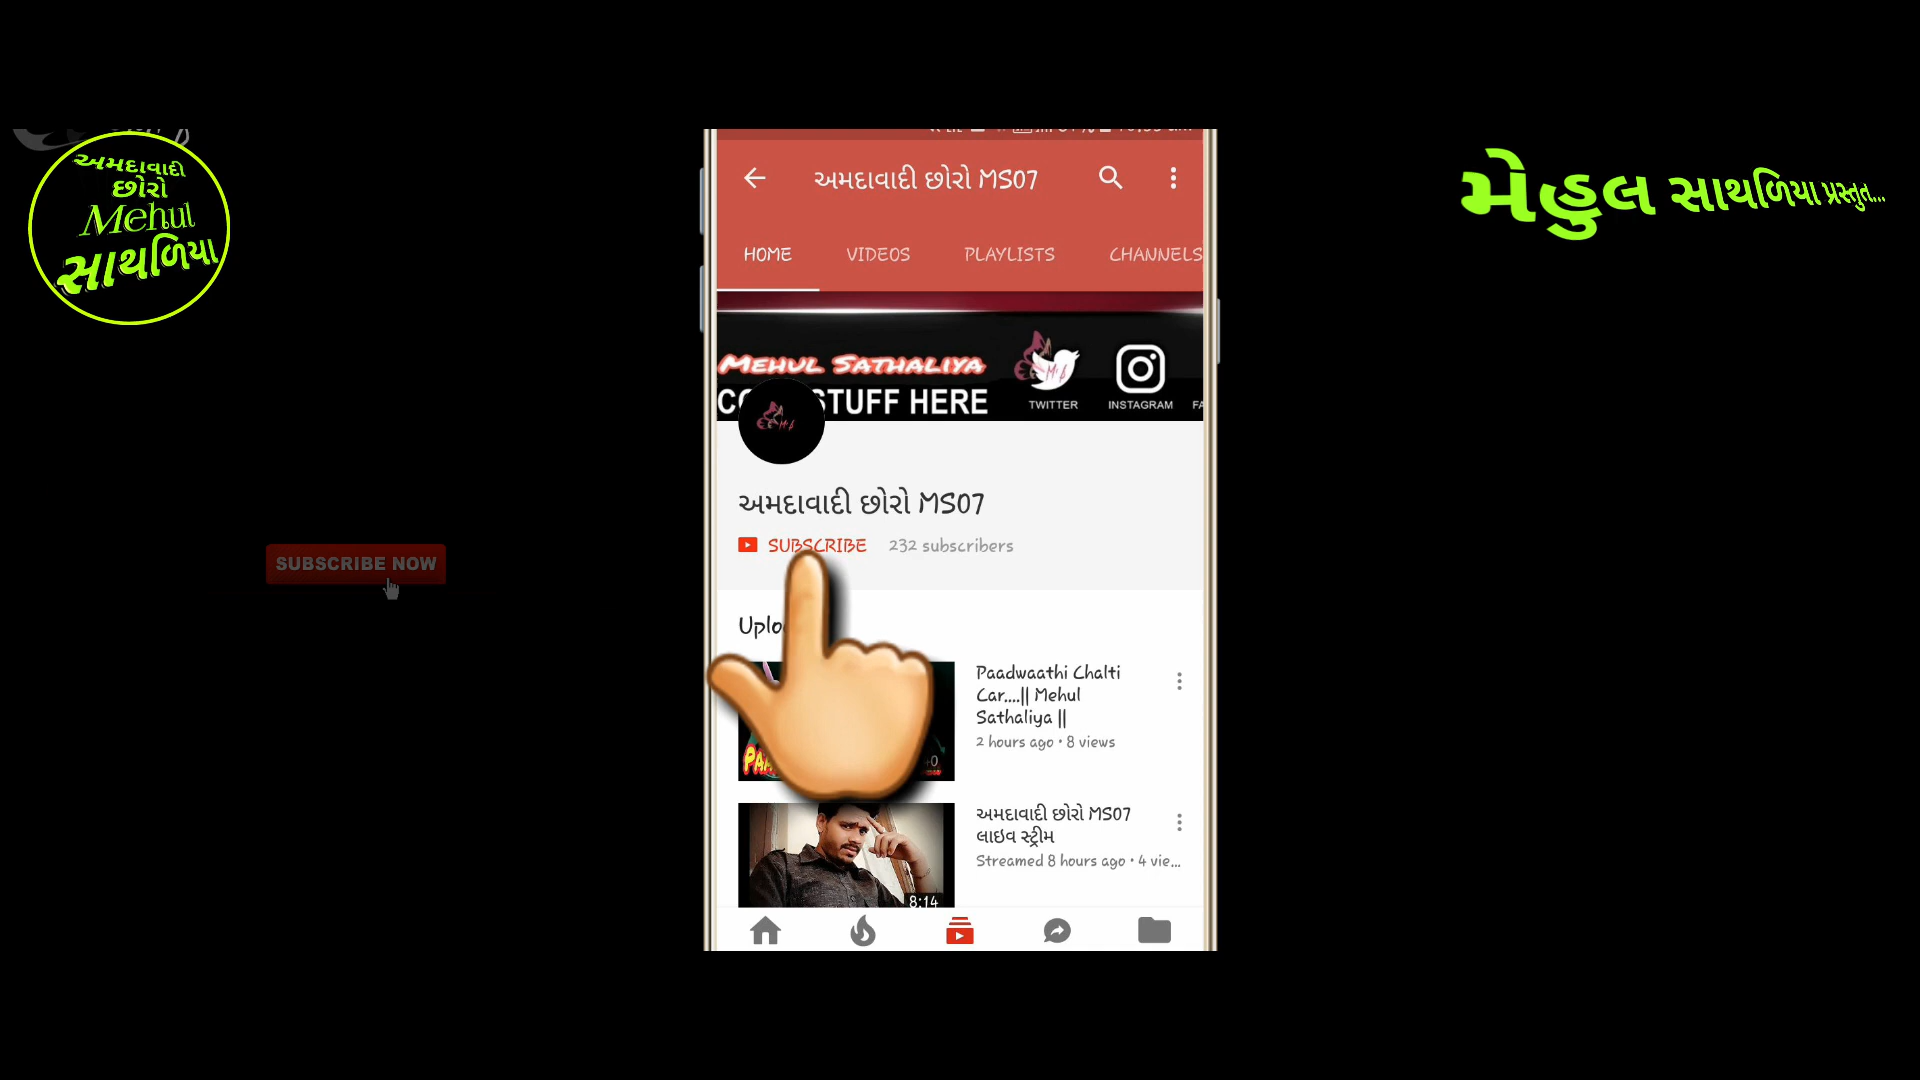 અમદાવાદી
છોરો
Mehul
સાથળિયા
મેહુલ સાથળિયા પ્રસ્તુત...
SUBSCRIBE NOW
અમદાવાદી છોરો MS07
HOME VIDEOS PLAYLISTS CHANNELS
MEHUL SATHALIYA
STUFF HERE
TWITTER INSTAGRAM
અમદાવાદી છોરો MS07
SUBSCRIBE 232 subscribers
Paadwaathi Chalti
Car....|| Mehul
Sathaliya ||
2 hours ago • 8 views
અમદાવાદી છોરો MS07
લાઇવ સ્ટ્રીમ
Streamed 8 hours ago • 4 vie...
8:14